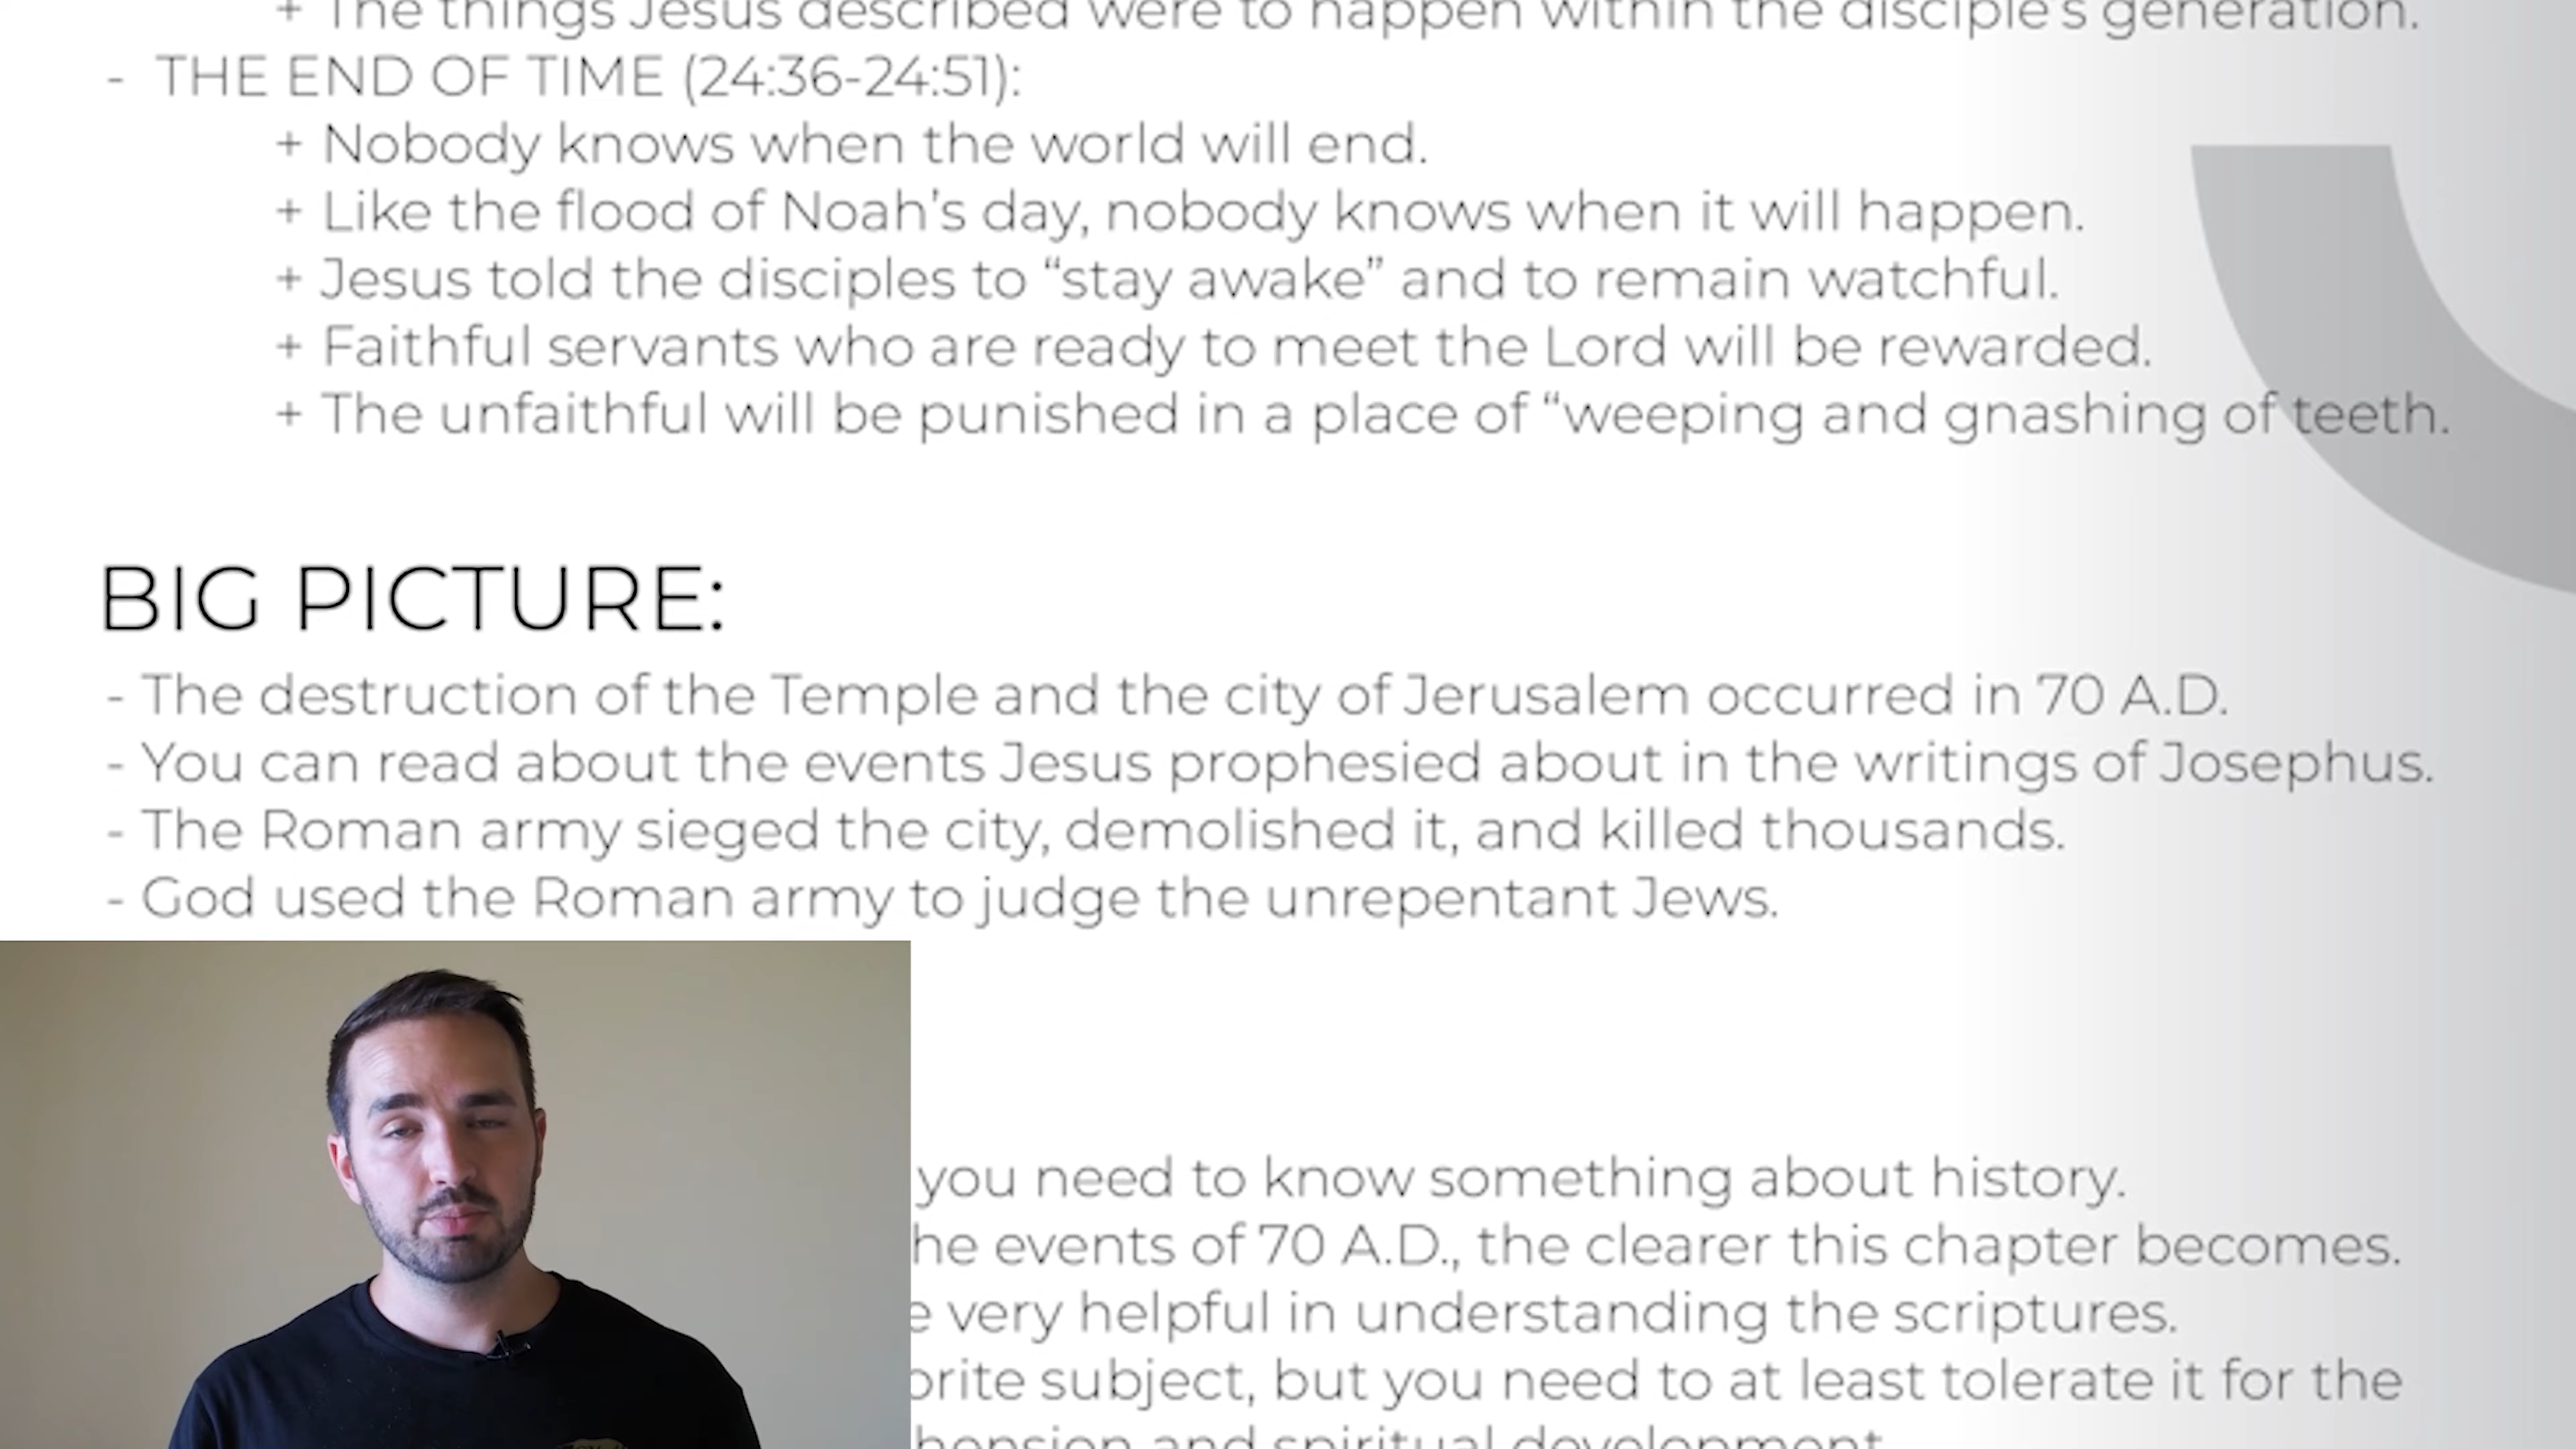 + The things Jesus described were to happen within the disciple's generation.
- THE END OF TIME (24:36-24:51):
+ Nobody knows when the world will end.
+ Like the flood of Noah’s day, nobody knows when it will happen.
+ Jesus told the disciples to “stay awake” and to remain watchful.
+ Faithful servants who are ready to meet the Lord will be rewarded.
+ The unfaithful will be punished in a place of “weeping and gnashing of teeth.
BIG PICTURE:
- The destruction of the Temple and the city of Jerusalem occurred in 70 A.D.
- You can read about the events Jesus prophesied about in the writings of Josephus.
- The Roman army sieged the city, demolished it, and killed thousands.
- God used the Roman army to judge the unrepentant Jews.
you need to know something about history.
he events of 70 A.D., the clearer this chapter becomes.
e very helpful in understanding the scriptures.
orite subject, but you need to at least tolerate it for the
hension and spiritual development